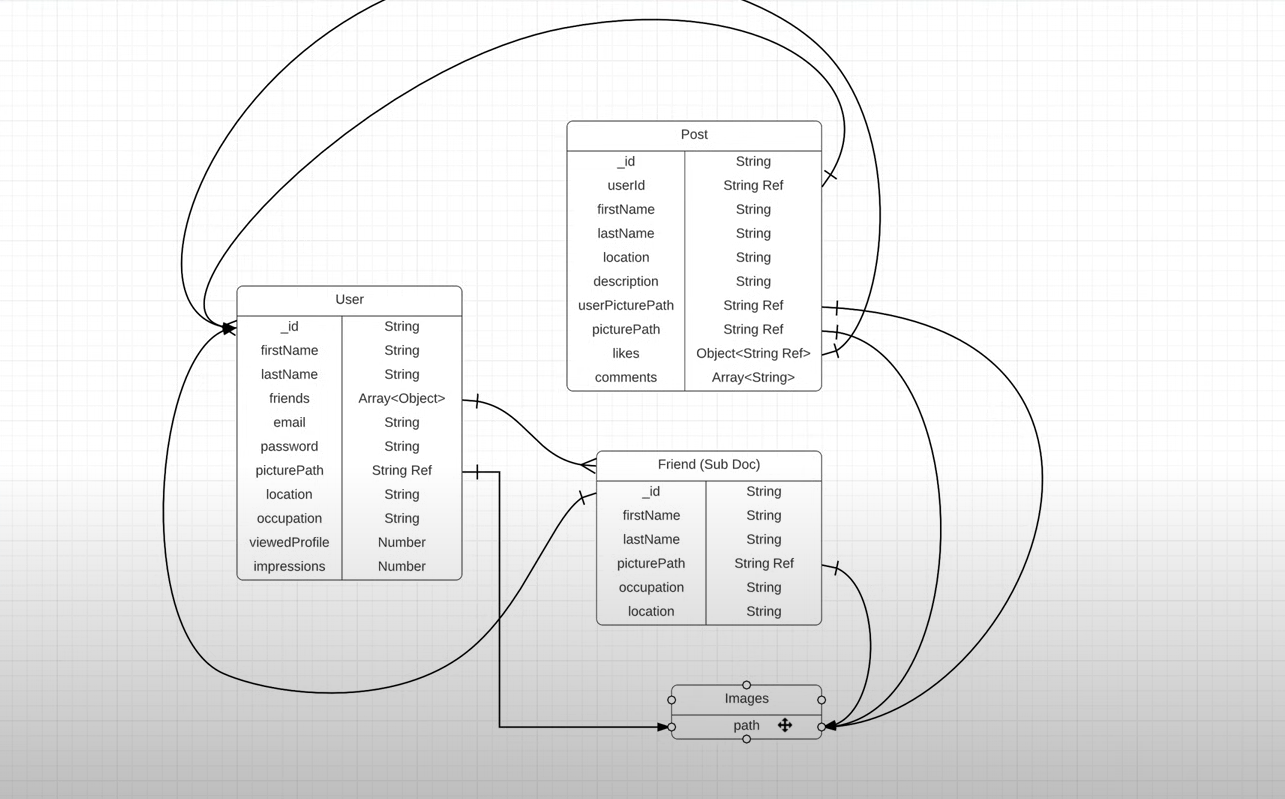 Post
_id String
userId String Ref
firstName String
lastName String
location String
description String
userPicturePath String Ref
picturePath String Ref
likes Object<String Ref>
comments Array<String>
User
_id String
firstName String
lastName String
friends Array<Object>
email String
password String
picturePath String Ref
location String
occupation String
viewedProfile Number
impressions Number
Friend (Sub Doc)
_id String
firstName String
lastName String
picturePath String Ref
occupation String
location String
Images
path